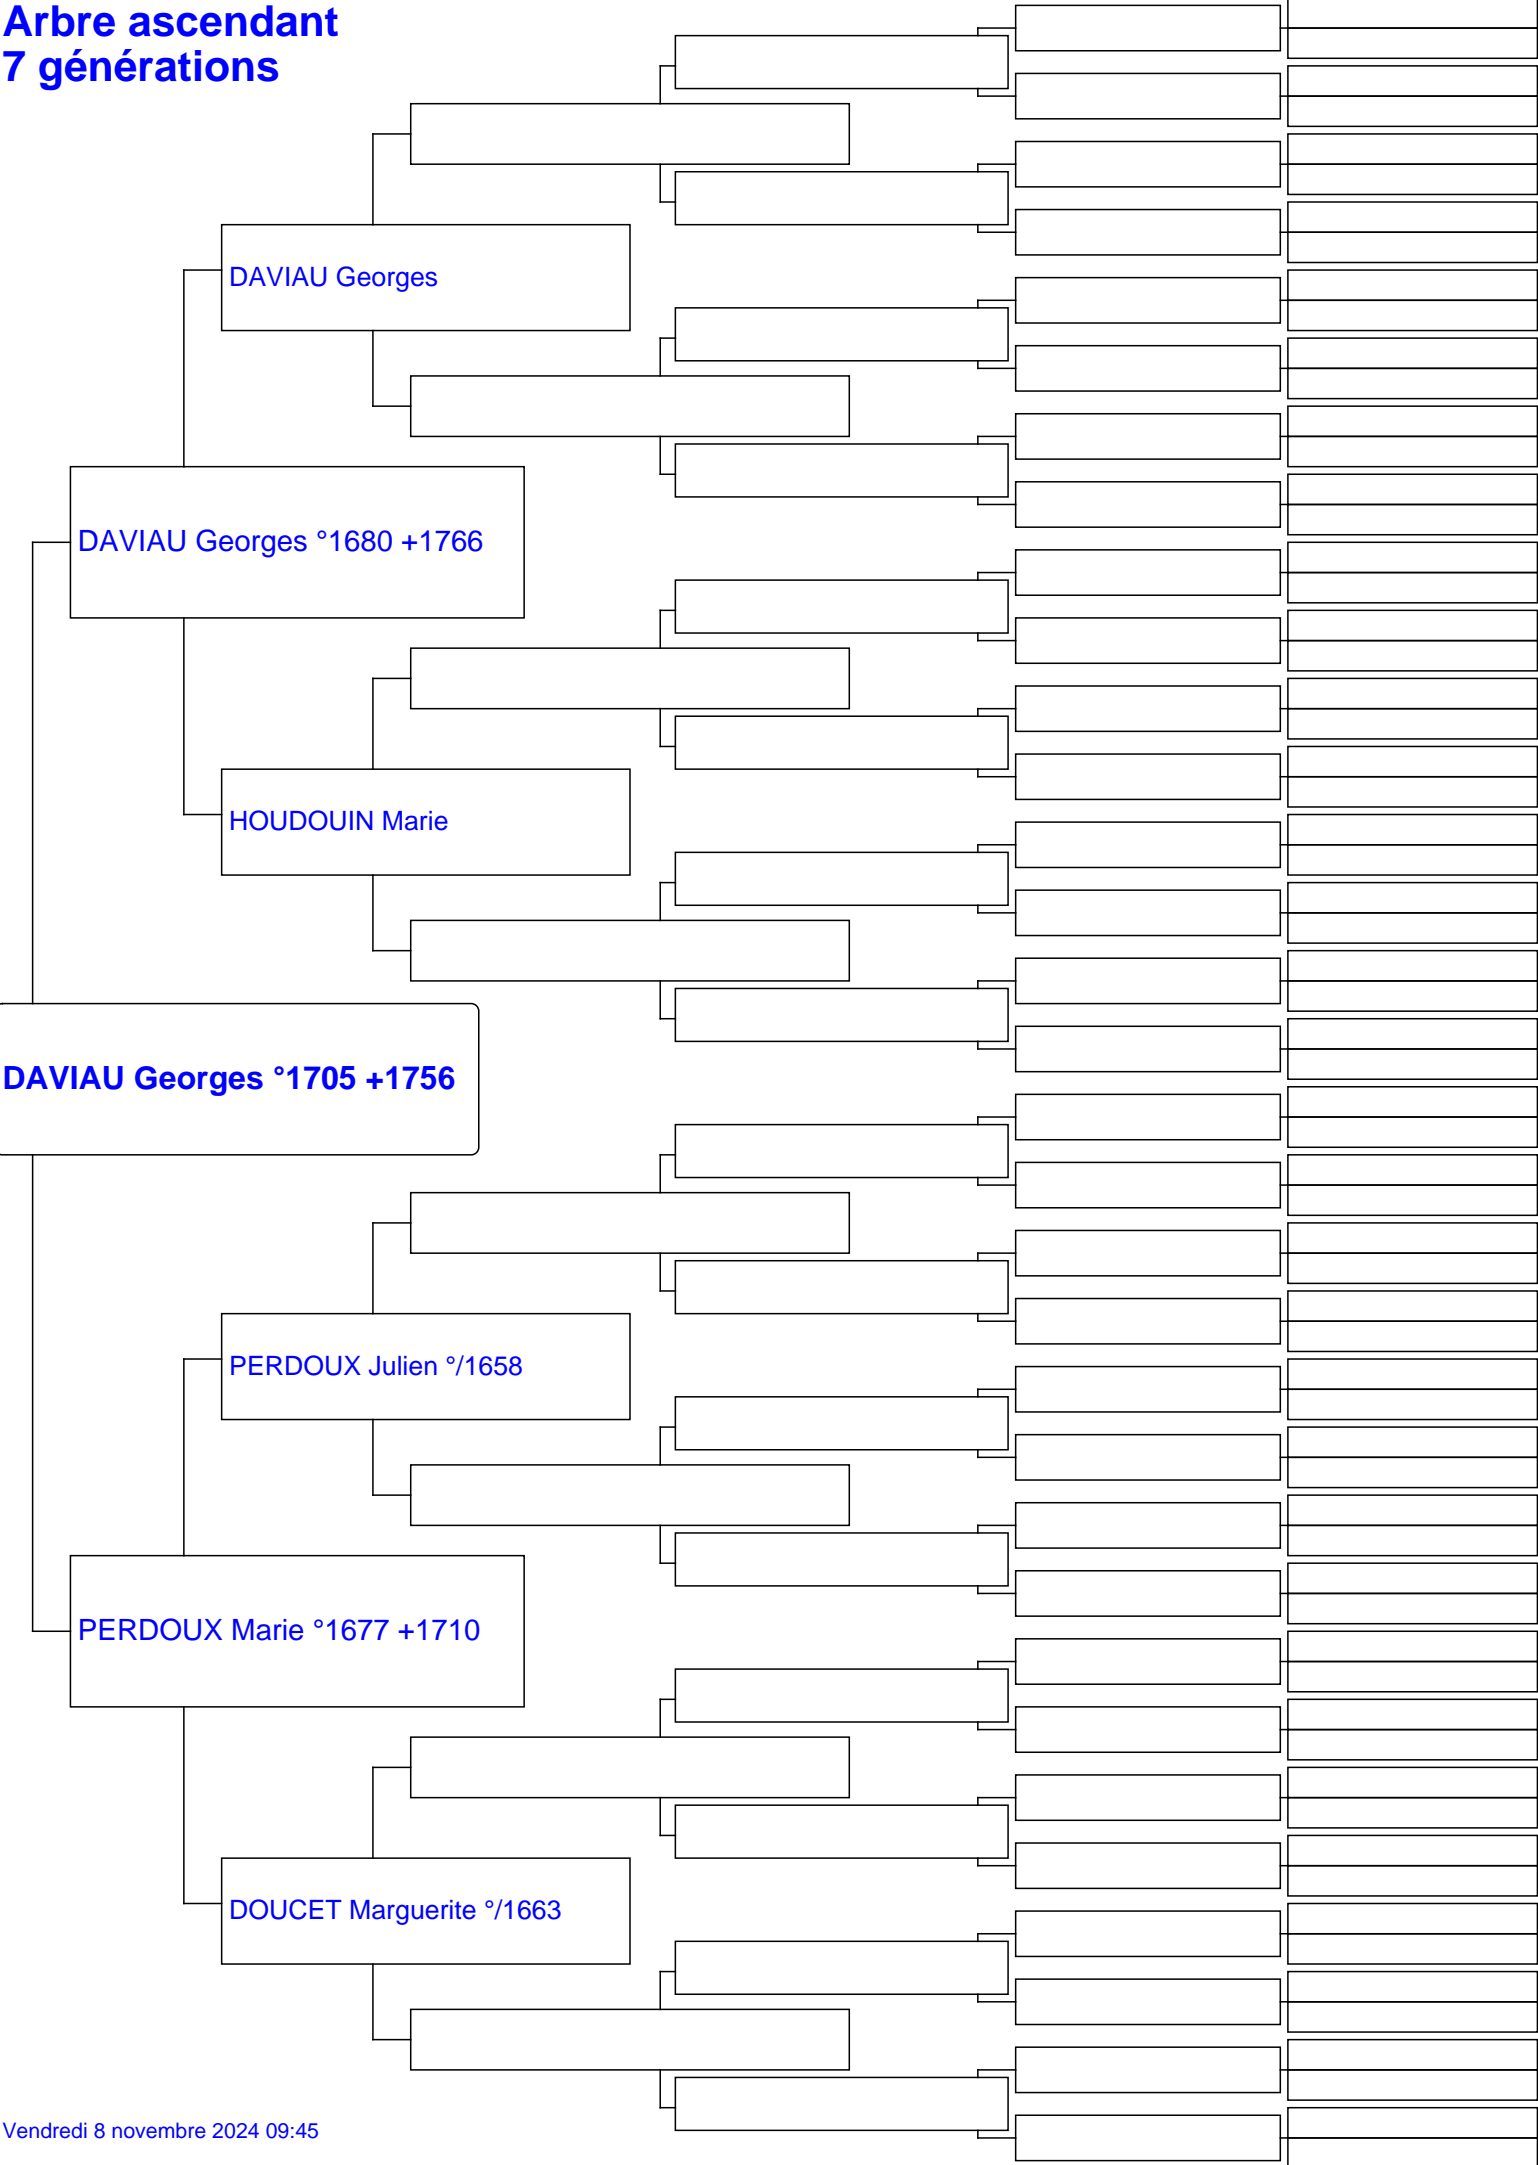 Arbre ascendant
7 générations
DAVIAU Georges
DAVIAU Georges °1680 +1766
HOUDOUIN Marie
DAVIAU Georges °1705 +1756
PERDOUX Julien °/1658
PERDOUX Marie °1677 +1710
DOUCET Marguerite °/1663
Vendredi 8 novembre 2024 09:45